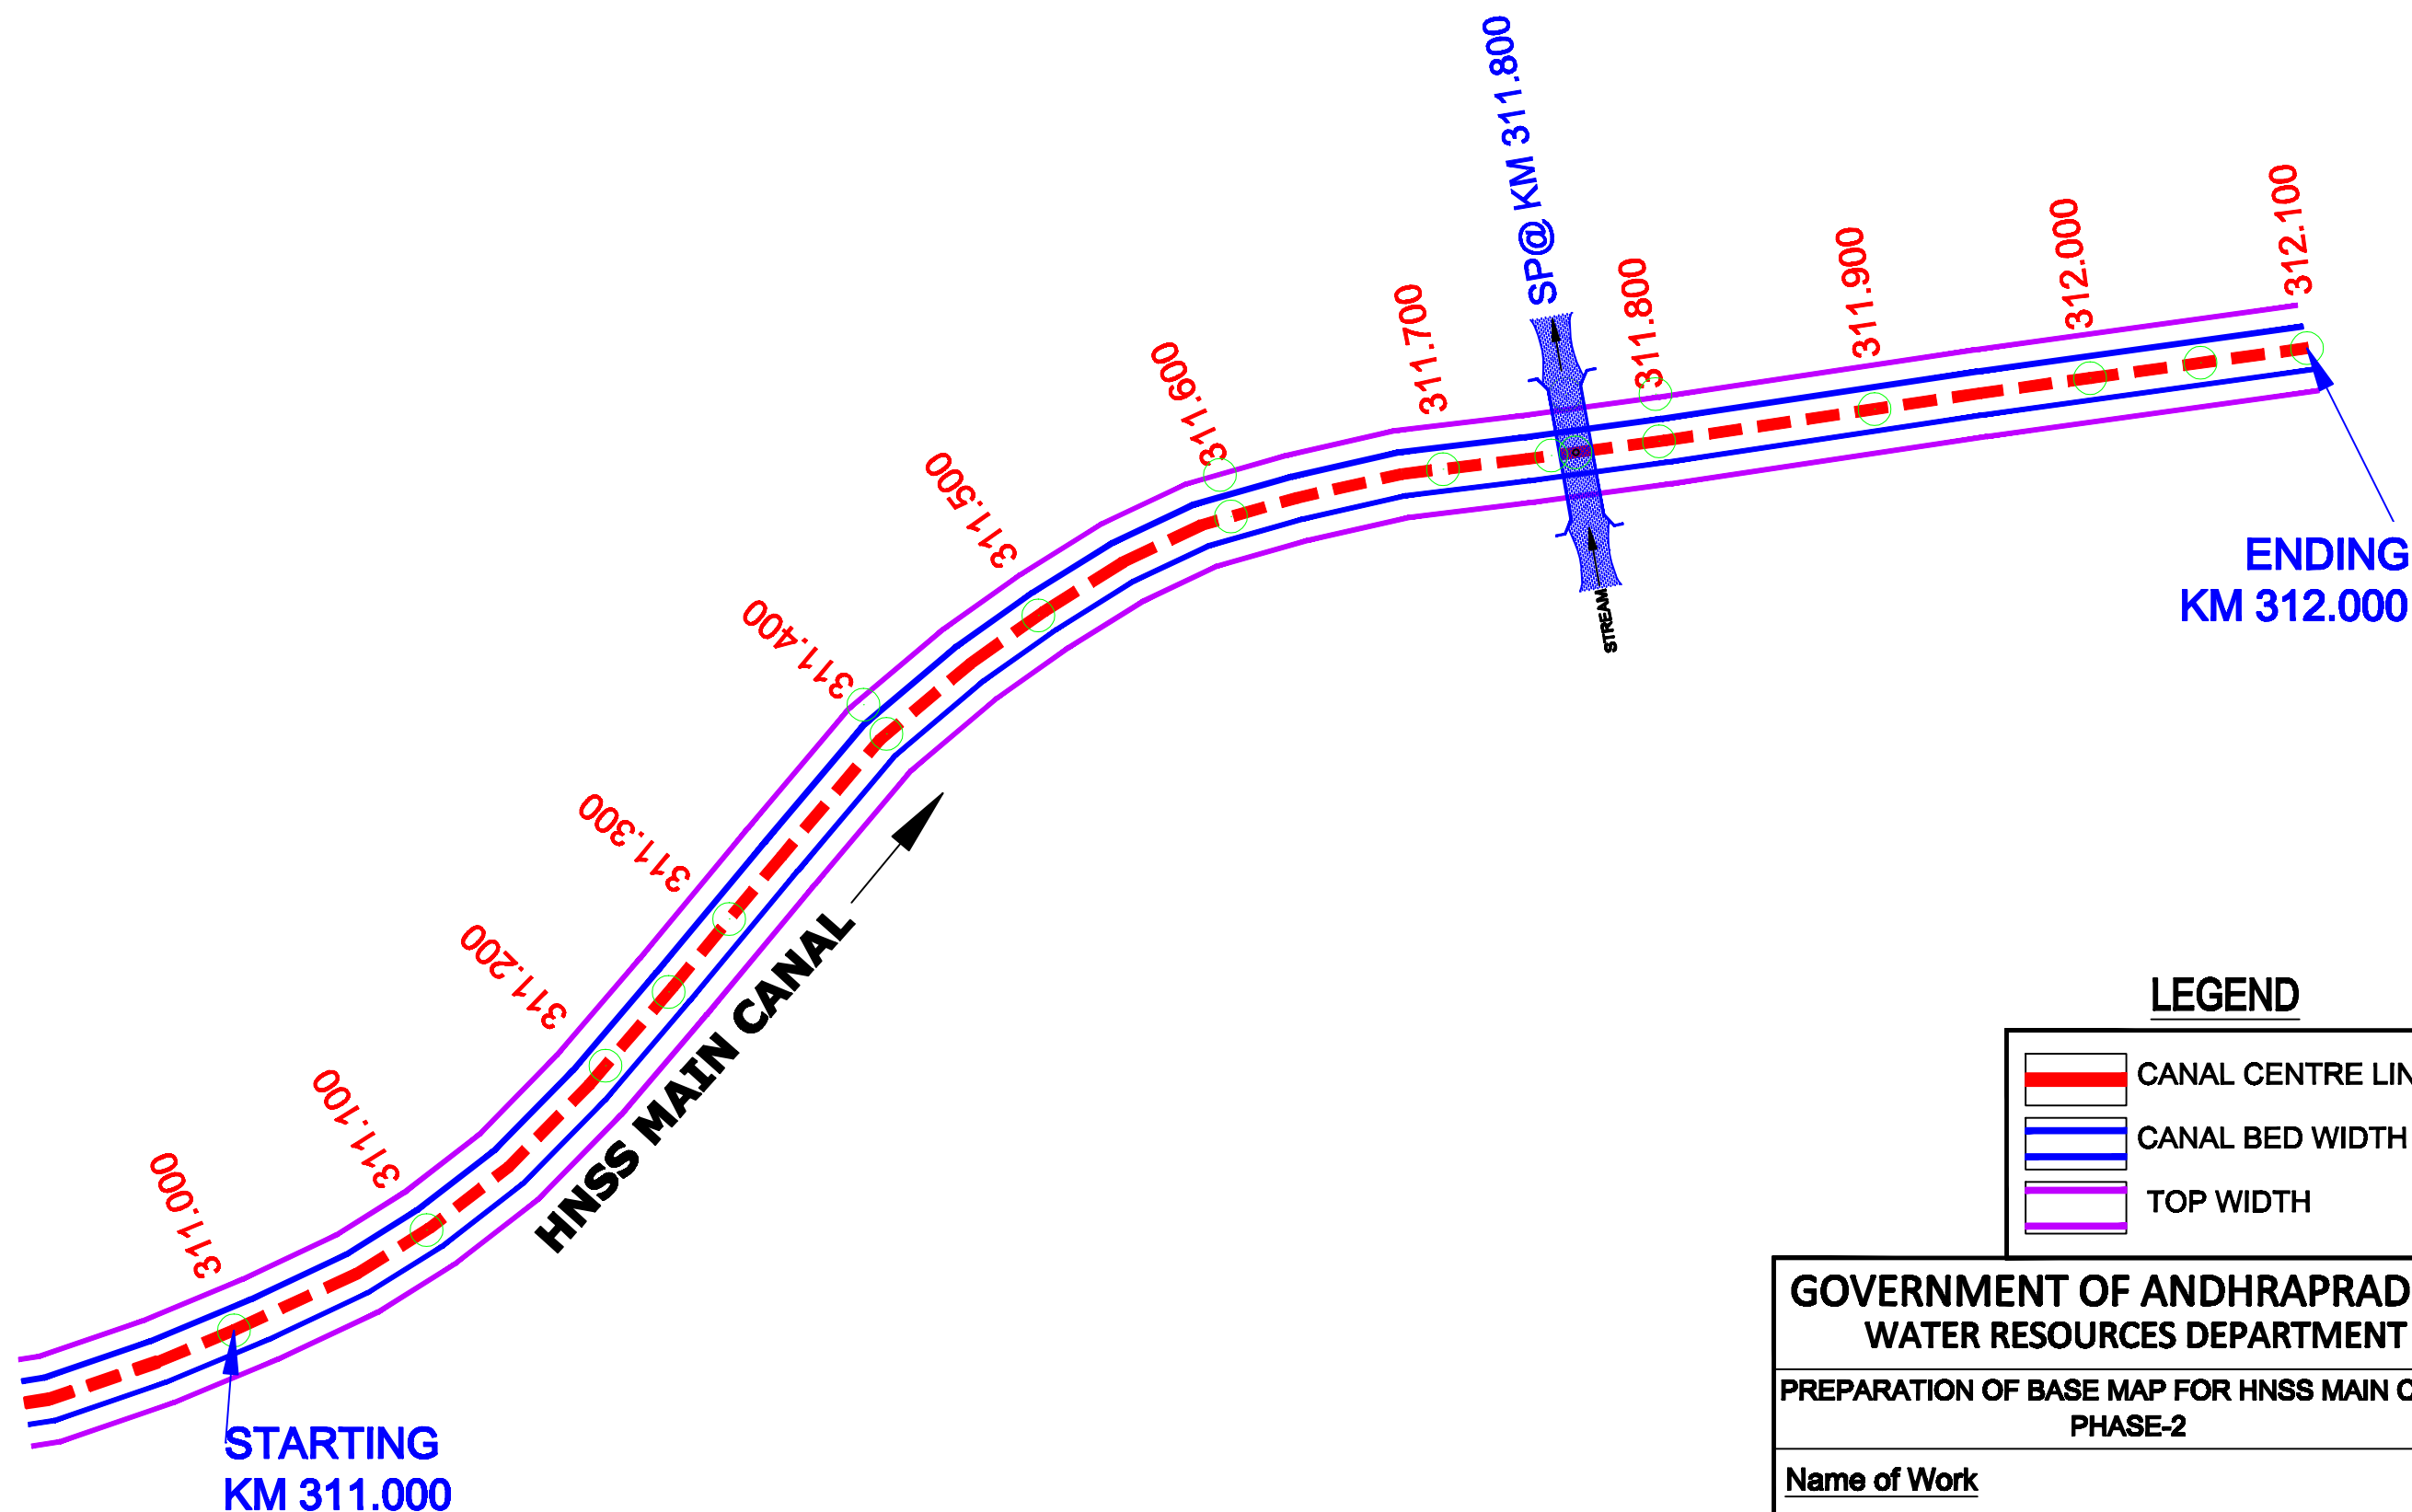 SP@ KM 311.800
312.100
312.000
311.900
311.800
311.700
311.600
311.500
311.400
311.300
311.200
311.100
311.000
STREAM
ENDING
KM 312.000
HNSS MAIN CANAL
STARTING
KM 311.000
LEGEND
CANAL CENTRE LIN
CANAL BED WIDTH
TOP WIDTH
GOVERNMENT OF ANDHRAPRAD
WATER RESOURCES DEPARTMENT
PREPARATION OF BASE MAP FOR HNSS MAIN C
PHASE-2
Name of Work